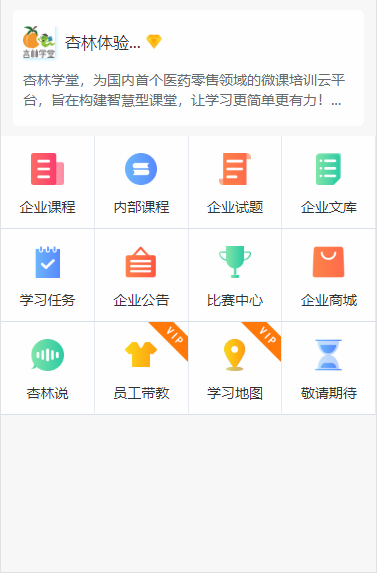 杏林体验...
杏林学堂
杏林学堂，为国内首个医药零售领域的微课培训云平
台，旨在构建智慧型课堂，让学习更简单更有力！...
企业课程 内部课程 企业试题 企业文库
学习任务 企业公告 比赛中心 企业商城
VIP VIP
杏林说 员工带教 学习地图 敬请期待